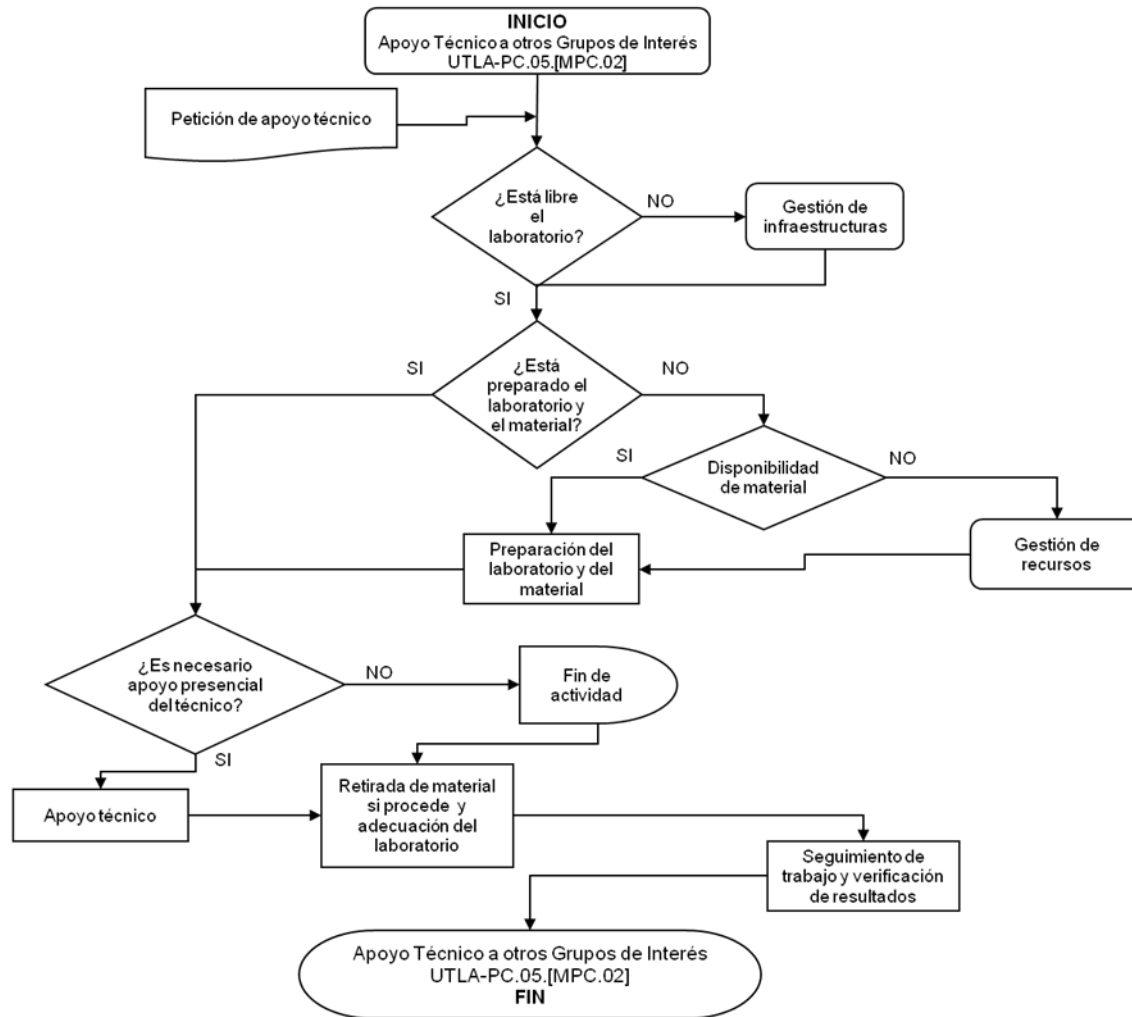 INICIO
Apoyo Técnico a otros Grupos de Interés
UTLA-PC.05.[MPC.02]
Petición de apoyo técnico
¿Está libre
el
laboratorio?
NO
Gestión de
infraestructuras
SI
¿Está
preparado el
laboratorio y
el material?
SI
NO
Disponibilidad
de material
SI
NO
Preparación del
laboratorio y del
material
Gestión de
recursos
¿Es necesario
apoyo presencial
del técnico?
NO
Fin de
actividad
SI
Apoyo técnico
Retirada de material
si procede y
adecuación del
laboratorio
Seguimiento de
trabajo y verificación
de resultados
Apoyo Técnico a otros Grupos de Interés
UTLA-PC.05.[MPC.02]
FIN